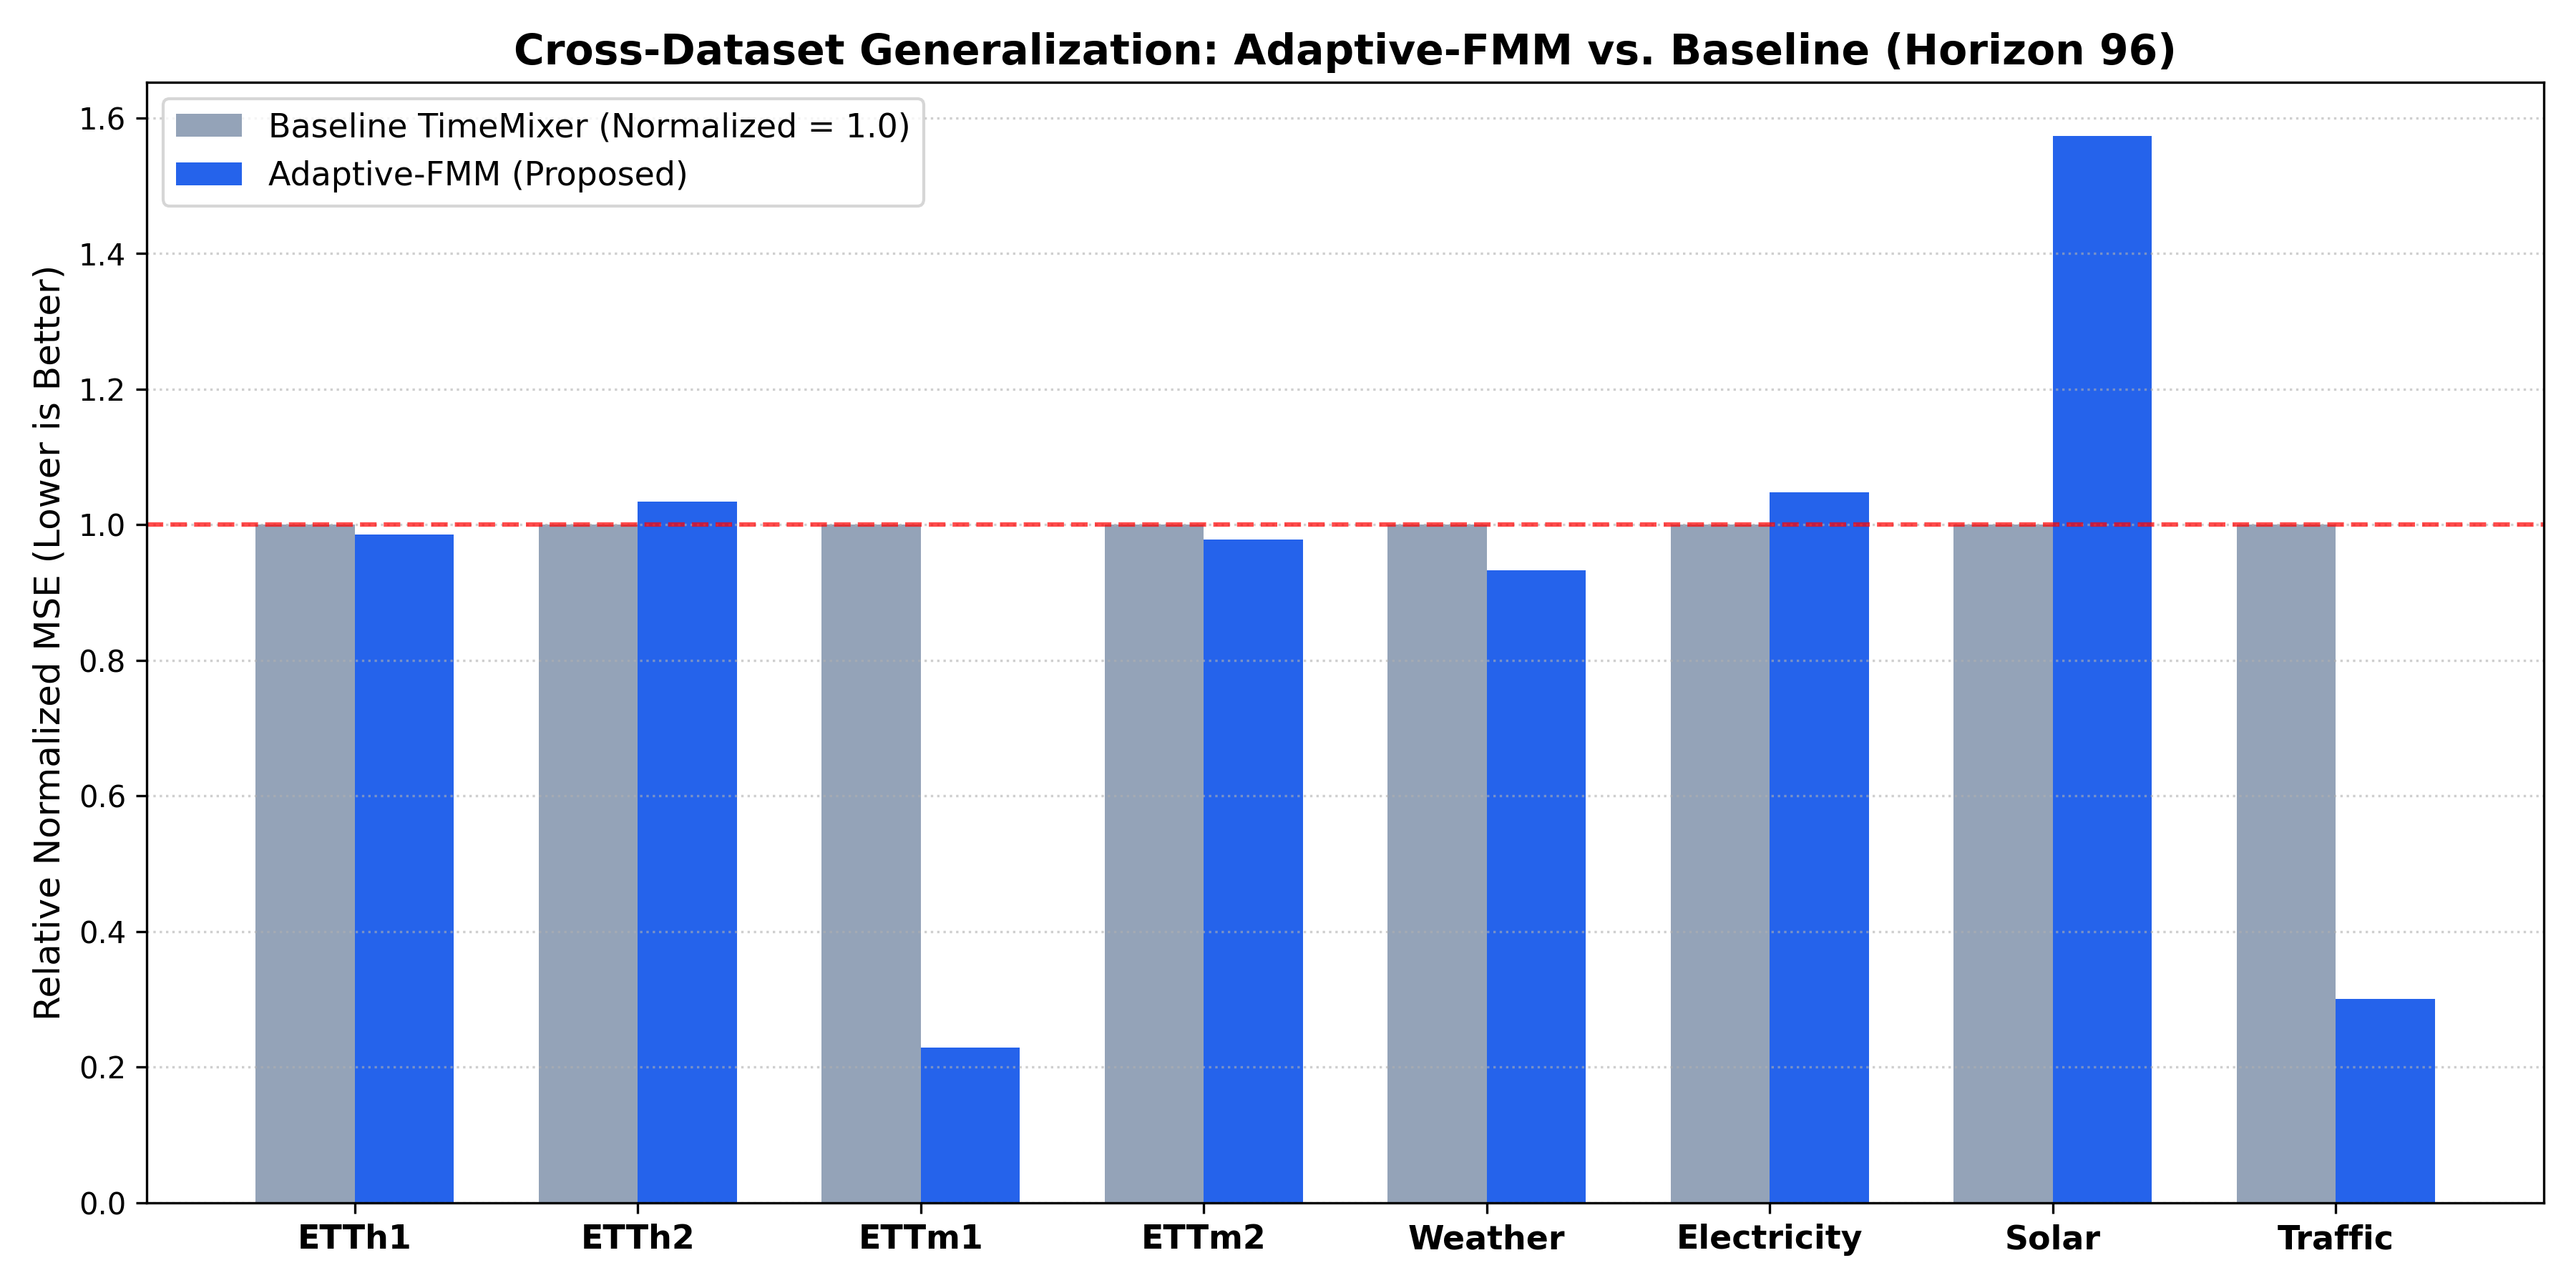 Cross-Dataset Generalization: Adaptive-FMM vs. Baseline (Horizon 96)
Baseline TimeMixer (Normalized = 1.0)
Adaptive-FMM (Proposed)
Relative Normalized MSE (Lower is Better)
1.6
1.4
1.2
1.0
0.8
0.6
0.4
0.2
0.0
ETTh1 ETTh2 ETTm1 ETTm2 Weather Electricity Solar Traffic